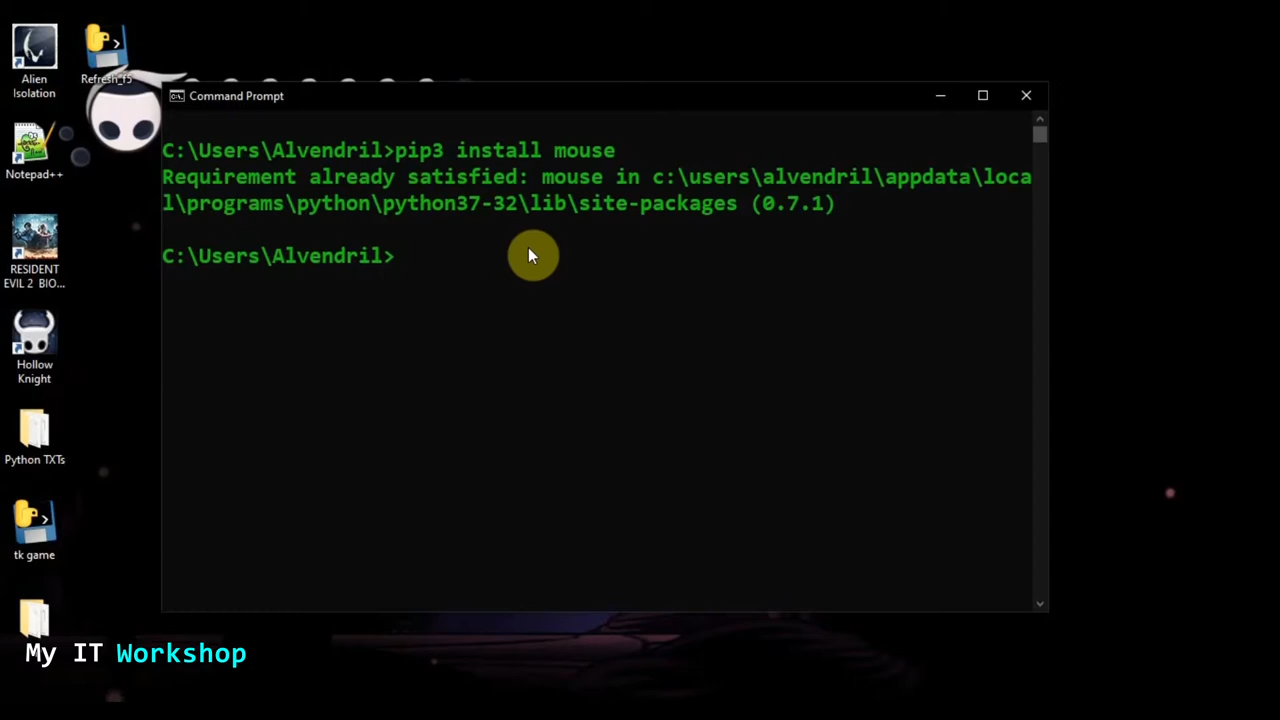 Alien
Isolation
Refresh_f5
Notepad++
RESIDENT
EVIL 2 BIO...
Hollow
Knight
Python TXTs
tk game
Command Prompt
C:\Users\Alvendril>pip3 install mouse
Requirement already satisfied: mouse in c:\users\alvendril\appdata\loca
l\programs\python\python37-32\lib\site-packages (0.7.1)
C:\Users\Alvendril>
My IT Workshop